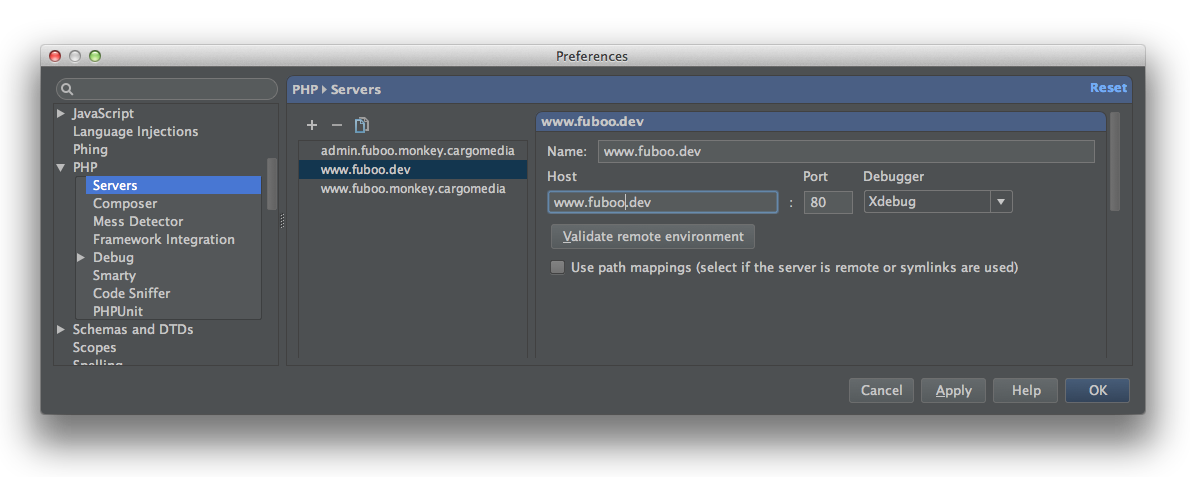 Preferences
JavaScript
Language Injections
Phing
PHP
Servers
Composer
Mess Detector
Framework Integration
Debug
Smarty
Code Sniffer
PHPUnit
Schemas and DTDs
Scopes
Spelling
PHP ▸ Servers
Reset
admin.fuboo.monkey.cargomedia
www.fuboo.dev
www.fuboo.monkey.cargomedia
www.fuboo.dev
Name: www.fuboo.dev
Host Port Debugger
www.fuboo.dev : 80 Xdebug
Validate remote environment
Use path mappings (select if the server is remote or symlinks are used)
Cancel Apply Help OK